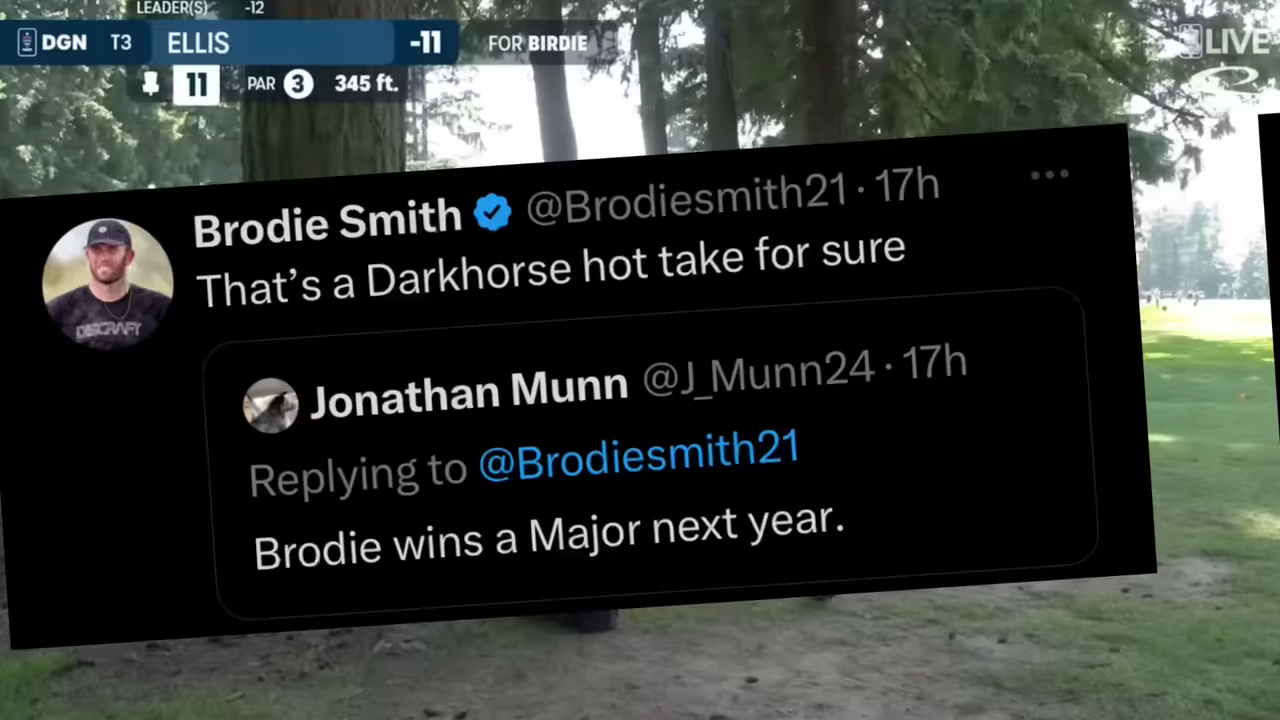 LEADER(S) -12
DGN T3 ELLIS -11 FOR BIRDIE
11 PAR 3 345 ft.
LIVE
Brodie Smith @Brodiesmith21 · 17h
That’s a Darkhorse hot take for sure
DISCRAFT
Jonathan Munn @J_Munn24 · 17h
Replying to @Brodiesmith21
Brodie wins a Major next year.